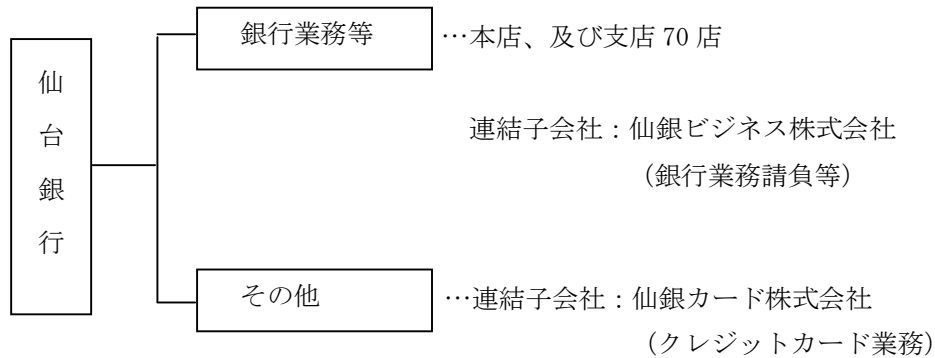 仙台銀行
銀行業務等
…本店、及び支店 70 店
連結子会社：仙銀ビジネス株式会社
（銀行業務請負等）
その他
…連結子会社：仙銀カード株式会社
（クレジットカード業務）